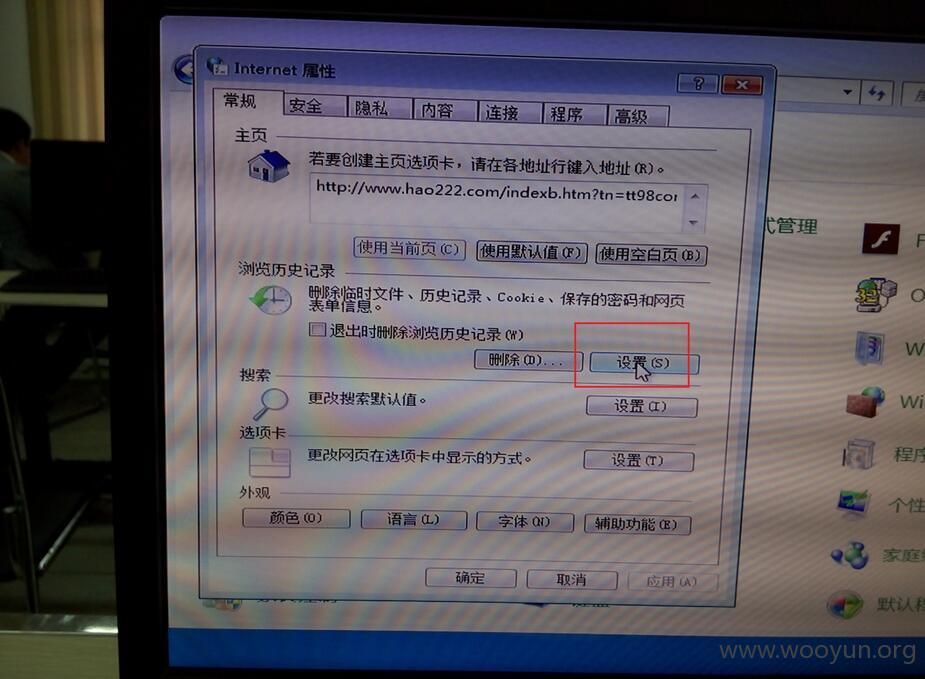 Internet 属性
常规 安全 隐私 内容 连接 程序 高级
主页
若要创建主页选项卡，请在各地址行键入地址(R)。
http://www.hao222.com/indexb.htm?tn=tt98con
使用当前页(C) 使用默认值(F) 使用空白页(B)
浏览历史记录
删除临时文件、历史记录、Cookie、保存的密码和网页
表单信息。
退出时删除浏览历史记录(W)
删除(D)... 设置(S)
搜索
更改搜索默认值。
设置(I)
选项卡
更改网页在选项卡中显示的方式。
设置(T)
外观
颜色(O) 语言(L) 字体(N) 辅助功能(E)
确定 取消 应用(A)
式管理
F
O
W
Wi
程序
个性
家庭
默认程
www.wooyun.org